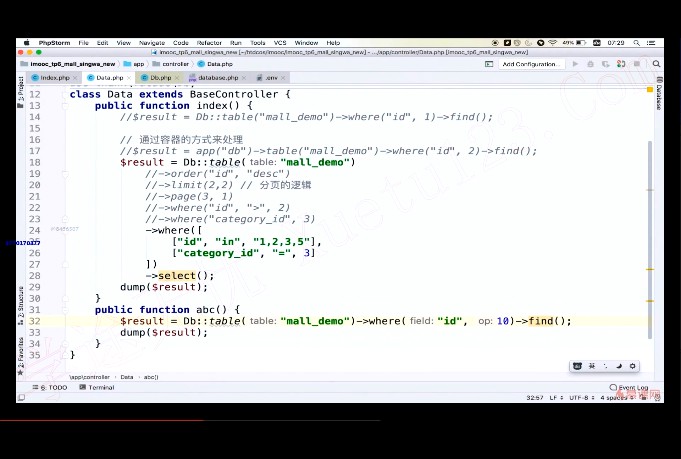 PhpStorm File Edit View Navigate Code Refactor Run Tools VCS Window Help 49% 07:29
imooc_tp6_mall_singwa_new [~/htdocs/imooc/imooc_tp6_mall_singwa_new] - .../app/controller/Data.php [imooc_tp6_mall_singwa_new]
imooc_tp6_mall_singwa_new app controller Data.php Add Configuration...
Index.php Data.php Db.php database.php .env
1: Project
Database
12 class Data extends BaseController {
13 public function index() {
14 //$result = Db::table("mall_demo")->where("id", 1)->find();
15
16 // 通过容器的方式来处理
17 //$result = app("db")->table("mall_demo")->where("id", 2)->find();
18 $result = Db::table( table: "mall_demo")
19 //->order("id", "desc")
20 //->limit(2,2) // 分页的逻辑
21 //->page(3, 1)
22 //->where("id", ">", 2)
23 //->where("category_id", 3)
24 ->where([
25 ["id", "in", "1,2,3,5"],
26 ["category_id", "=", 3]
27 ])
28 ->select();
29 dump($result);
30 }
31 public function abc() {
32 $result = Db::table( table: "mall_demo")->where( field: "id", op: 10)->find();
33 dump($result);
34 }
35 }
7: Structure
2: Favorites
英
\app\controller Data abc()
6: TODO Terminal Event Log
32:57 LF UTF-8 4 spaces